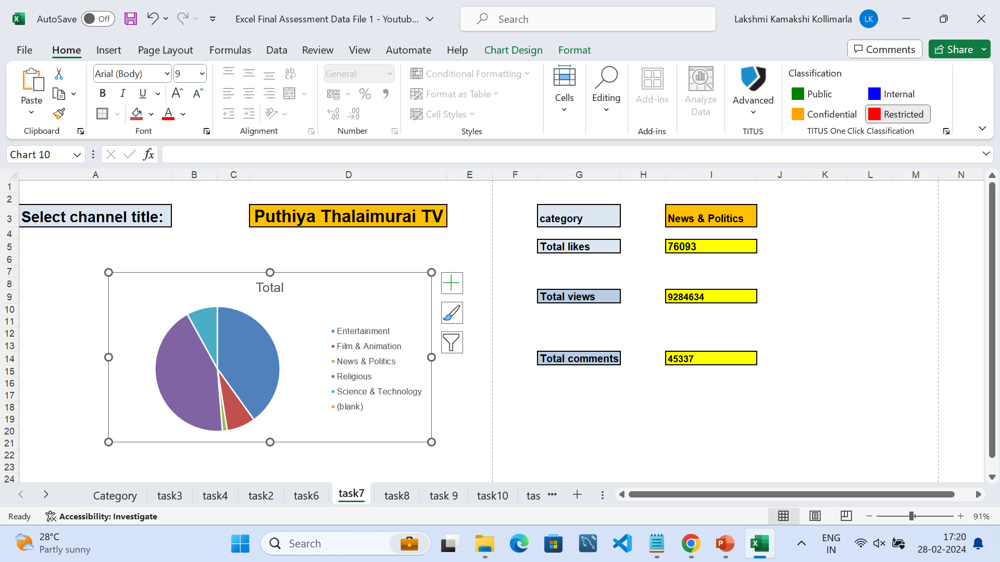 AutoSave Off Excel Final Assessment Data File 1 - Youtub... Search Lakshmi Kamakshi Kollimarla LK
File Home Insert Page Layout Formulas Data Review View Automate Help Chart Design Format Comments Share
Paste
Clipboard
Arial (Body) 9
B I U A A
A
Font
ab
Alignment
General
% 9
Number
Conditional Formatting
Format as Table
Cell Styles
Styles
Cells
Editing
Add-ins
Add-ins
Analyze
Data
Advanced
TITUS
Classification
Public Internal
Confidential Restricted
TITUS One Click Classification
Chart 10 fx
A B C D E F G H I J K L M N
1
2
3 Select channel title: Puthiya Thalaimurai TV category News & Politics
4
5 Total likes 76093
6
7
8
9 Total views 9284634
10
11
12
13
14 Total comments 45337
15
16
17
18
19
20
21
22
23
24
Total
Entertainment
Film & Animation
News & Politics
Religious
Science & Technology
(blank)
Category task3 task4 task2 task6 task7 task8 task 9 task10 tas ...
Ready Accessibility: Investigate 91%
28°C
Partly sunny
Search
ENG
IN
17:20
28-02-2024